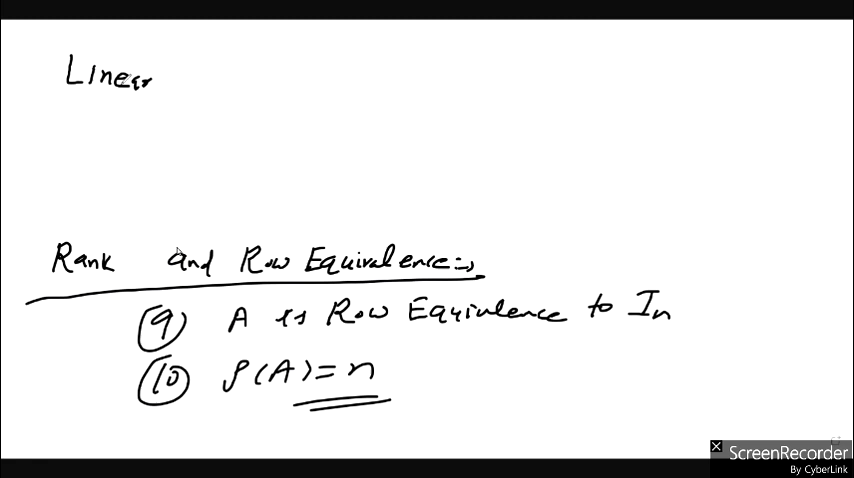 Linear
Rank and Row Equivalence:→
(9) A is Row Equivalence to In
(10) ρ(A) = n
ScreenRecorder
By CyberLink